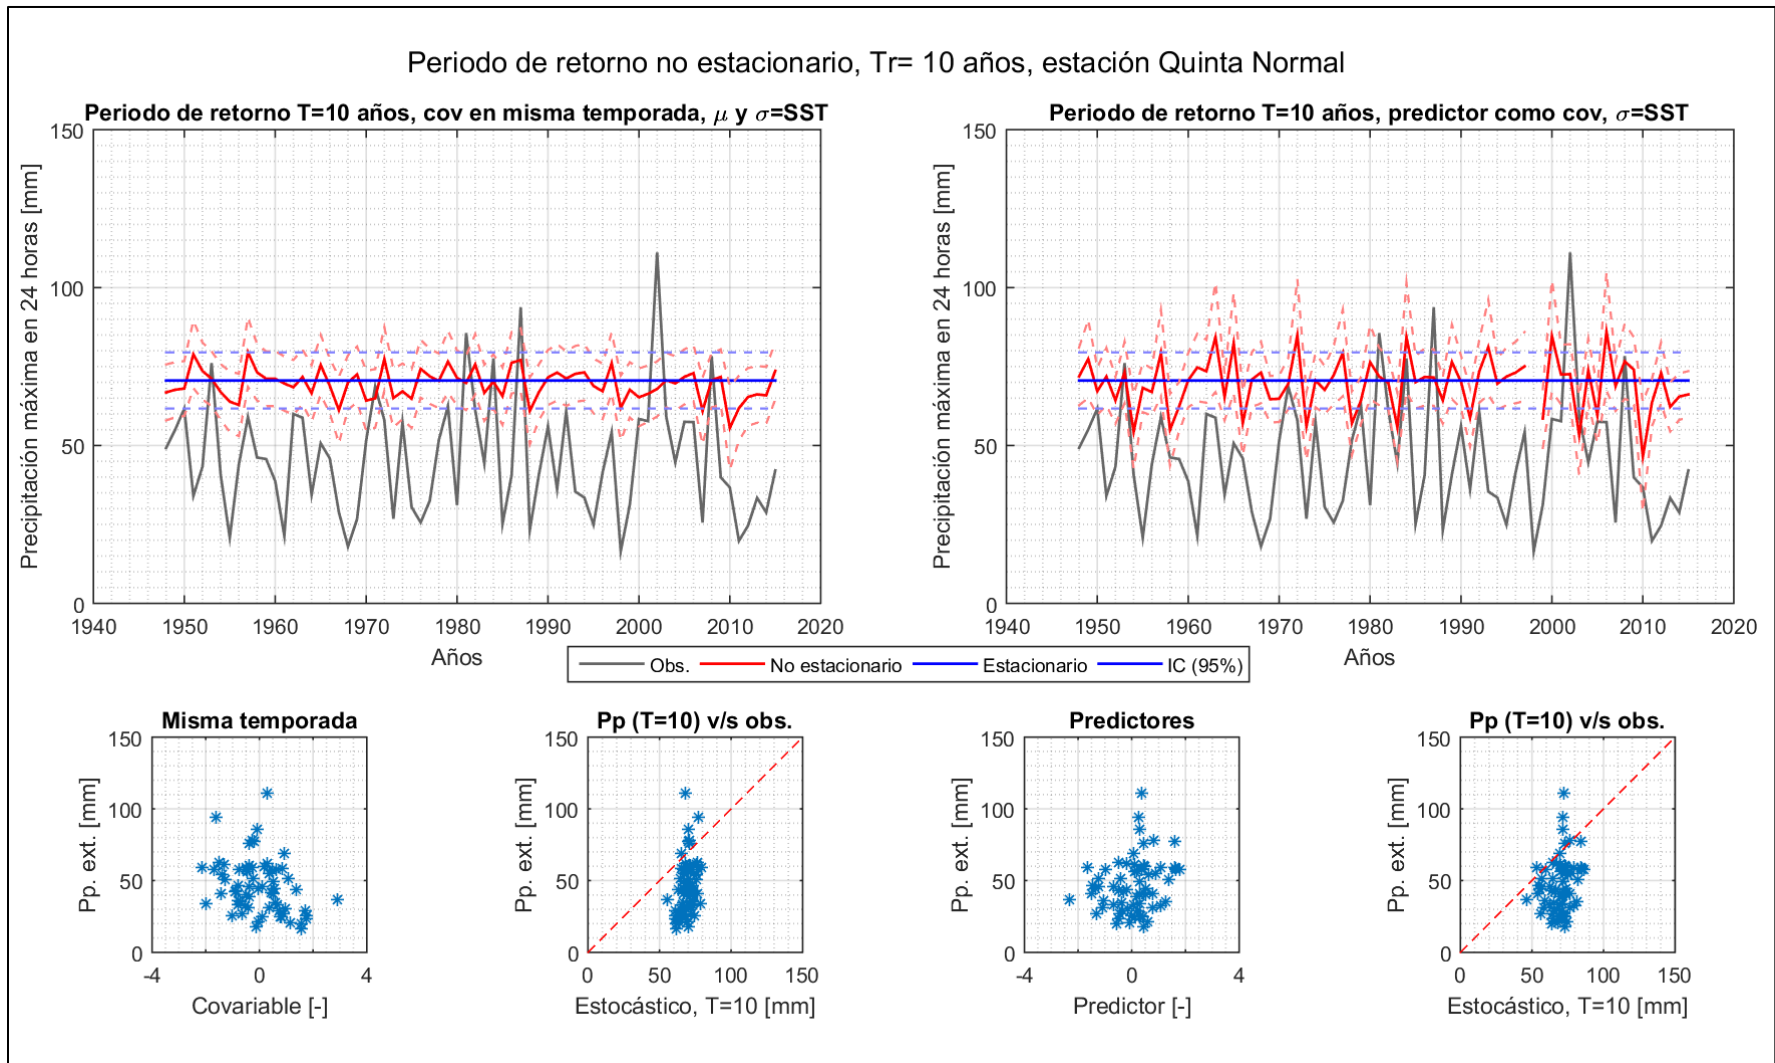 Periodo de retorno no estacionario, Tr= 10 años, estación Quinta Normal
Periodo de retorno T=10 años, cov en misma temporada, μ y σ=SST
Precipitación máxima en 24 horas [mm]
150
100
50
0
1940 1950 1960 1970 1980 1990 2000 2010 2020
Años
Periodo de retorno T=10 años, predictor como cov, σ=SST
Precipitación máxima en 24 horas [mm]
150
100
50
0
1940 1950 1960 1970 1980 1990 2000 2010 2020
Años
Obs. No estacionario Estacionario IC (95%)
Misma temporada
Pp. ext. [mm]
150
100
50
0
-4 0 4
Covariable [-]
Pp (T=10) v/s obs.
Pp. ext. [mm]
150
100
50
0
0 50 100 150
Estocástico, T=10 [mm]
Predictores
Pp. ext. [mm]
150
100
50
0
-4 0 4
Predictor [-]
Pp (T=10) v/s obs.
Pp. ext. [mm]
150
100
50
0
0 50 100 150
Estocástico, T=10 [mm]